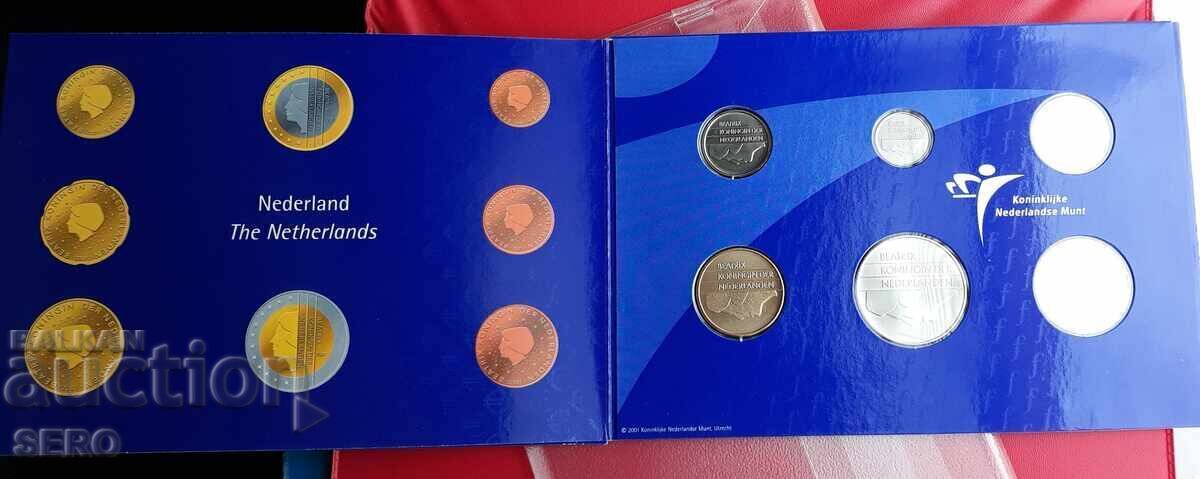 Nederland
The Netherlands
BEATRIX
KONINGIN DER
NEDERLANDEN
Koninklijke
Nederlandse Munt
BEATRIX
KONINGIN DER
NEDERLANDEN
BEATRIX
KONINGIN DER
NEDERLANDEN
© 2001 Koninklijke Nederlandse Munt, Utrecht
BALKAN
auction
SERO